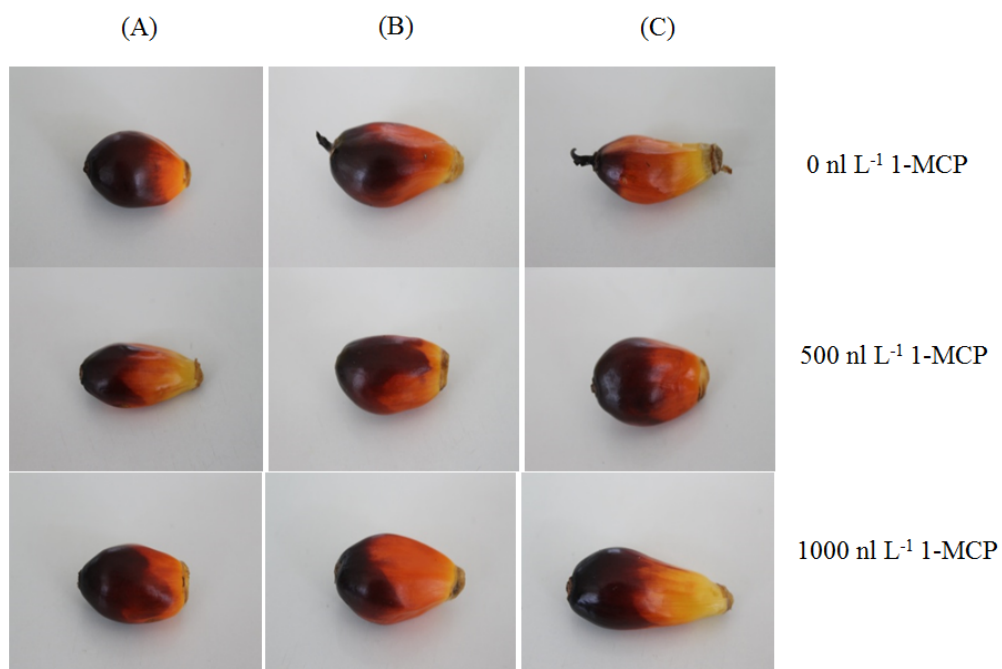 (A) (B) (C)
0 nl L⁻¹ 1-MCP
500 nl L⁻¹ 1-MCP
1000 nl L⁻¹ 1-MCP